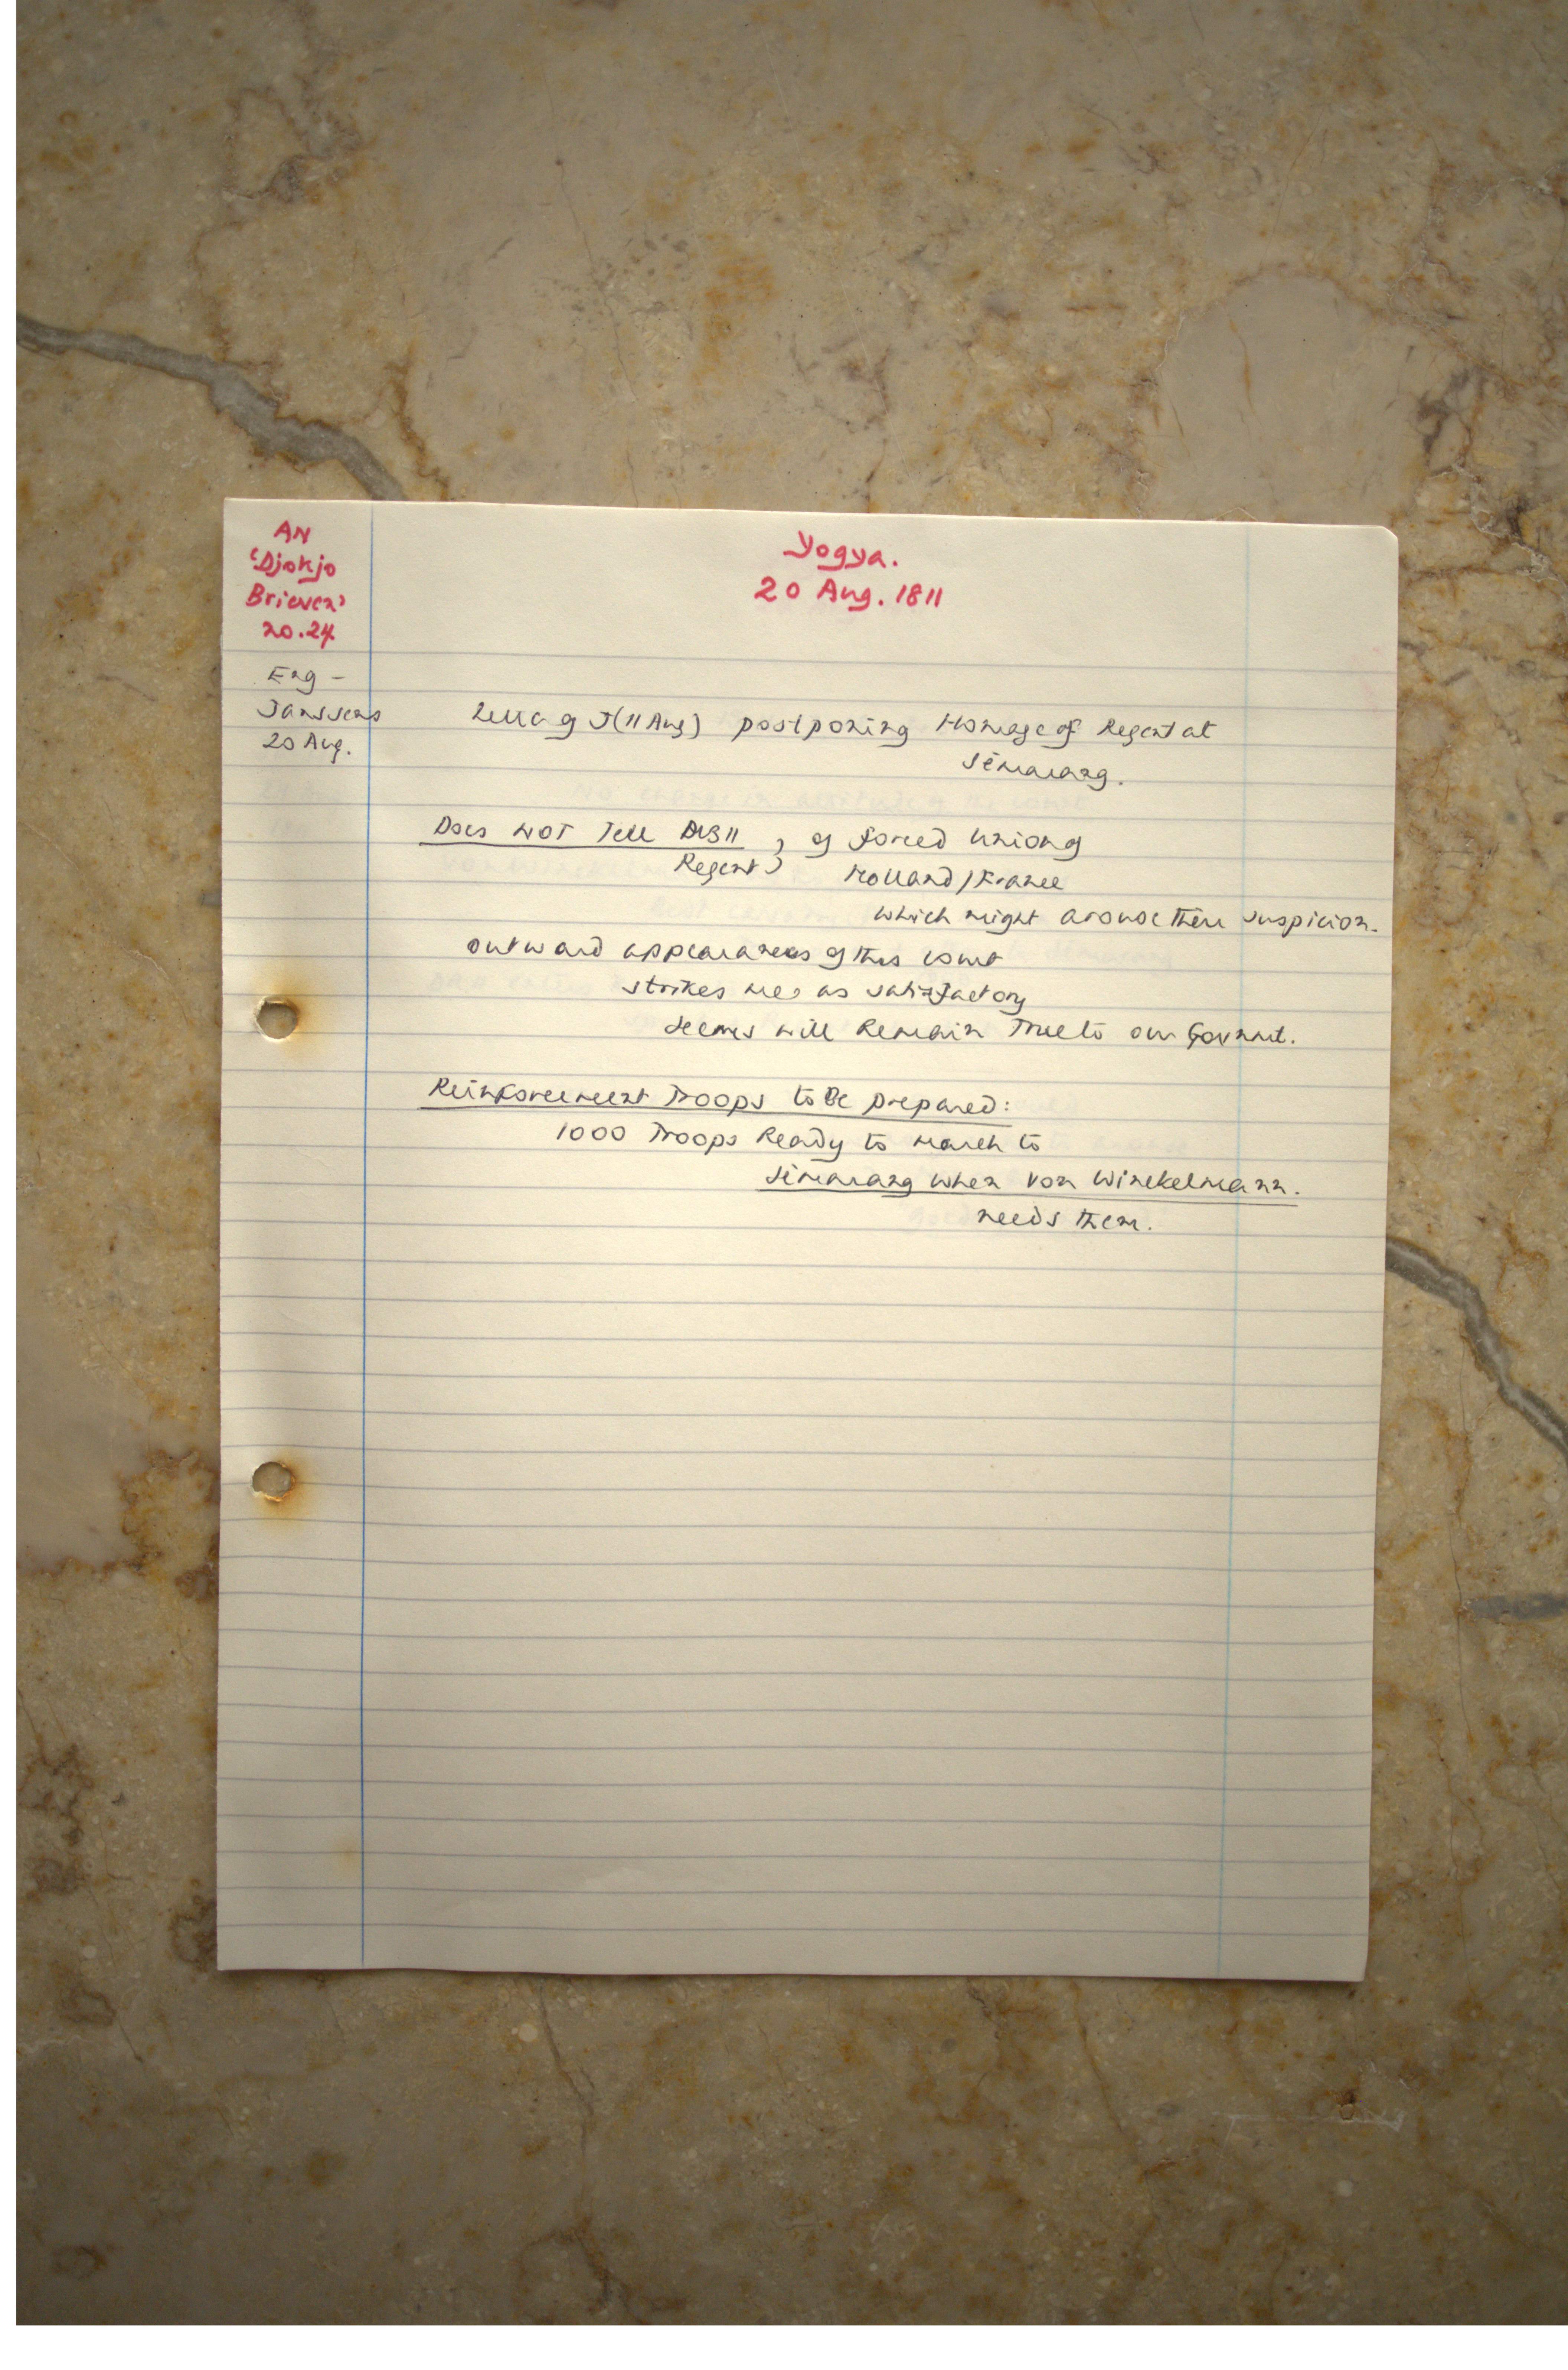 AN
'Djokjo
Brieven'
20.24
Yogya.
20 Aug. 1811
Eng -
Janssens
20 Aug.
Letter of J (11 Aug) postponing Homage of Regent at
Semarang.
Does NOT Tell
Regent } of forced Union of
Holland / France
which might arouse their suspicion.
outward appearances of this court
strikes me as satisfactory
seems will Remain True to our Govnmt.
Reinforcement Troops to Be prepared:
1000 Troops Ready to march to
Semarang when von Winckelmann.
needs them.